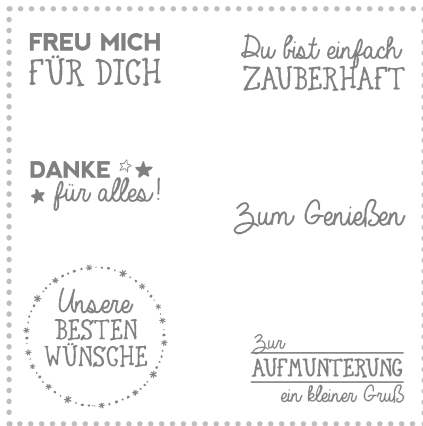 FREU MICH
FÜR DICH
Du bist einfach
ZAUBERHAFT
DANKE
für alles!
Zum Genießen
Unsere
BESTEN
WÜNSCHE
Zur
AUFMUNTERUNG
ein kleiner Gruß